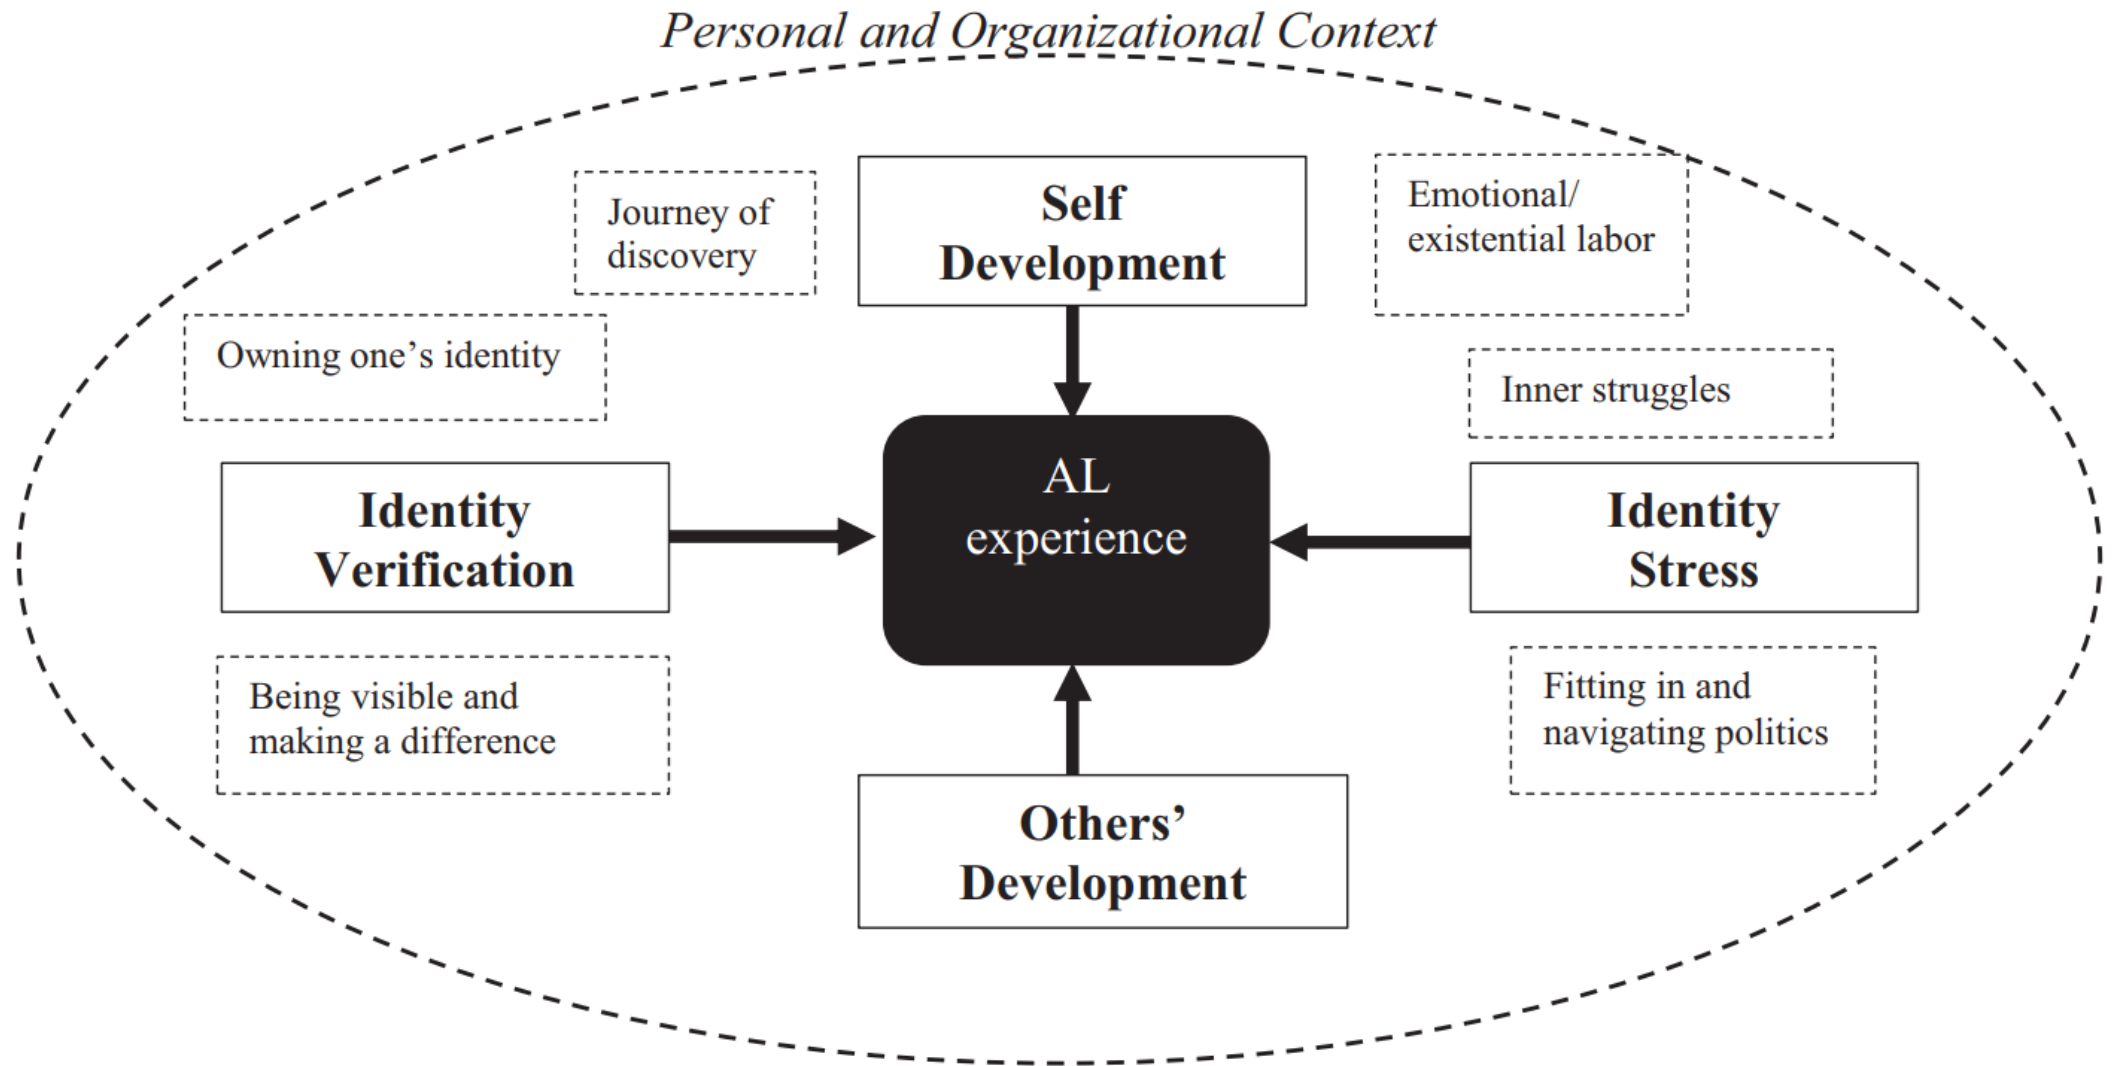 Personal and Organizational Context
Journey of
discovery
Self
Development
Emotional/
existential labor
Owning one’s identity
Inner struggles
Identity
Verification
AL
experience
Identity
Stress
Being visible and
making a difference
Fitting in and
navigating politics
Others’
Development